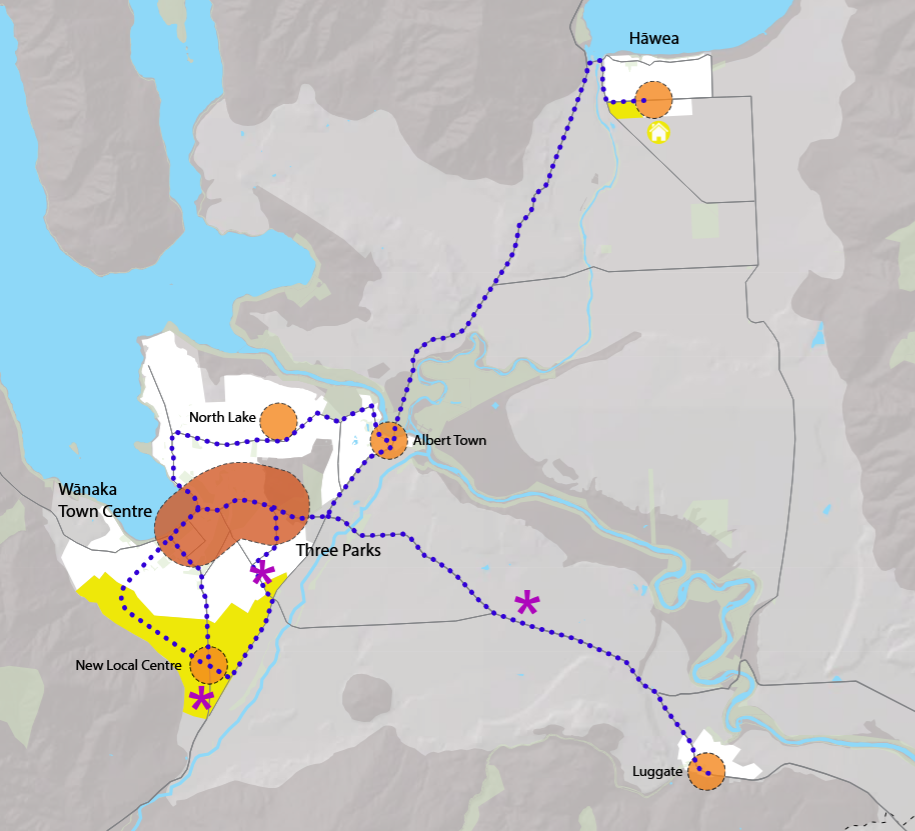 Hāwea
North Lake
Albert Town
Wānaka
Town Centre
Three Parks
New Local Centre
Luggate